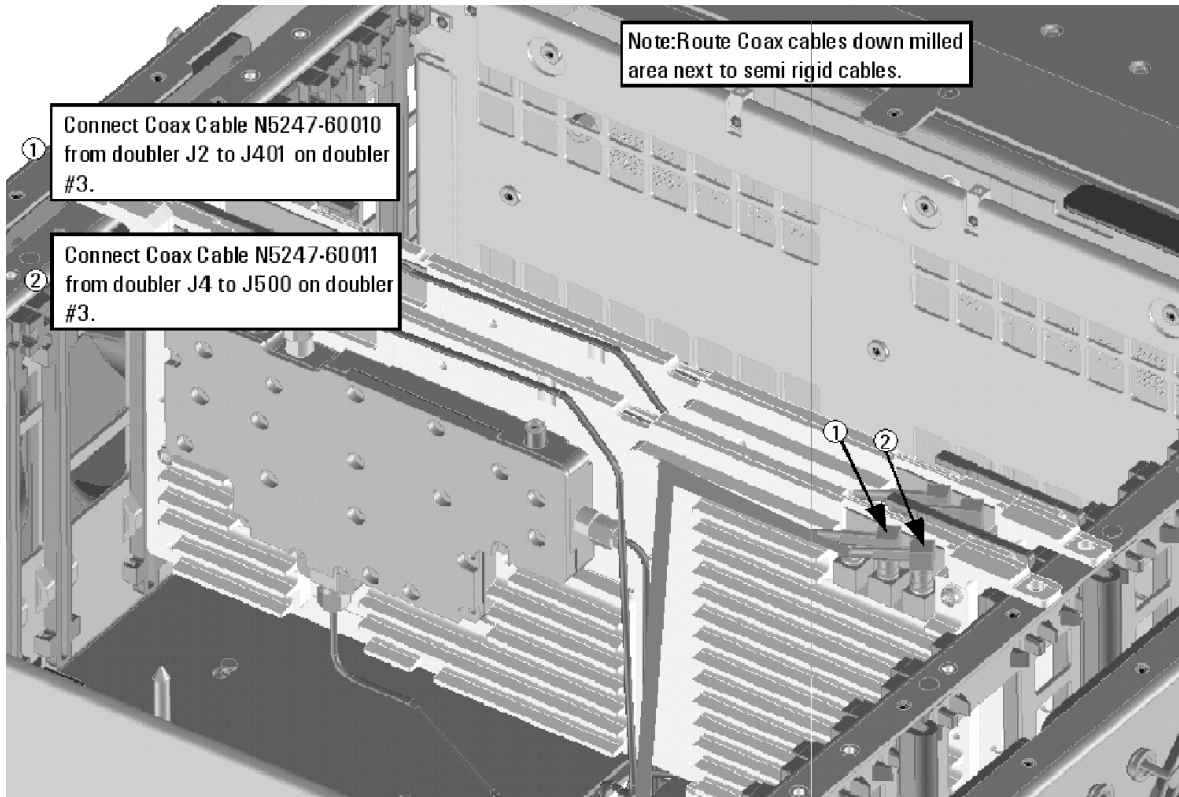 Note:Route Coax cables down milled
area next to semi rigid cables.
1
Connect Coax Cable N5247-60010
from doubler J2 to J401 on doubler
#3.
2
Connect Coax Cable N5247-60011
from doubler J4 to J500 on doubler
#3.
1
2